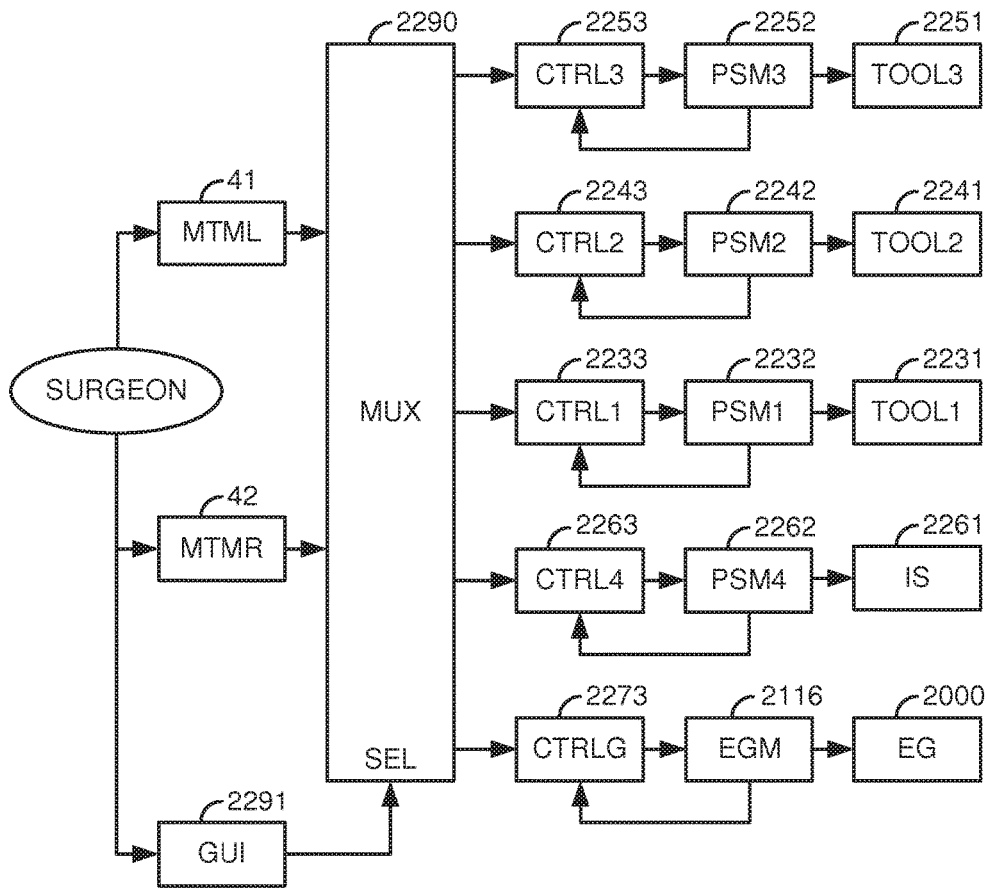 2290
2253
2252
2251
CTRL3
PSM3
TOOL3
41
MTML
2243
2242
2241
CTRL2
PSM2
TOOL2
SURGEON
MUX
2233
2232
2231
CTRL1
PSM1
TOOL1
42
MTMR
2263
2262
2261
CTRL4
PSM4
IS
2273
2116
2000
CTRLG
EGM
EG
SEL
2291
GUI